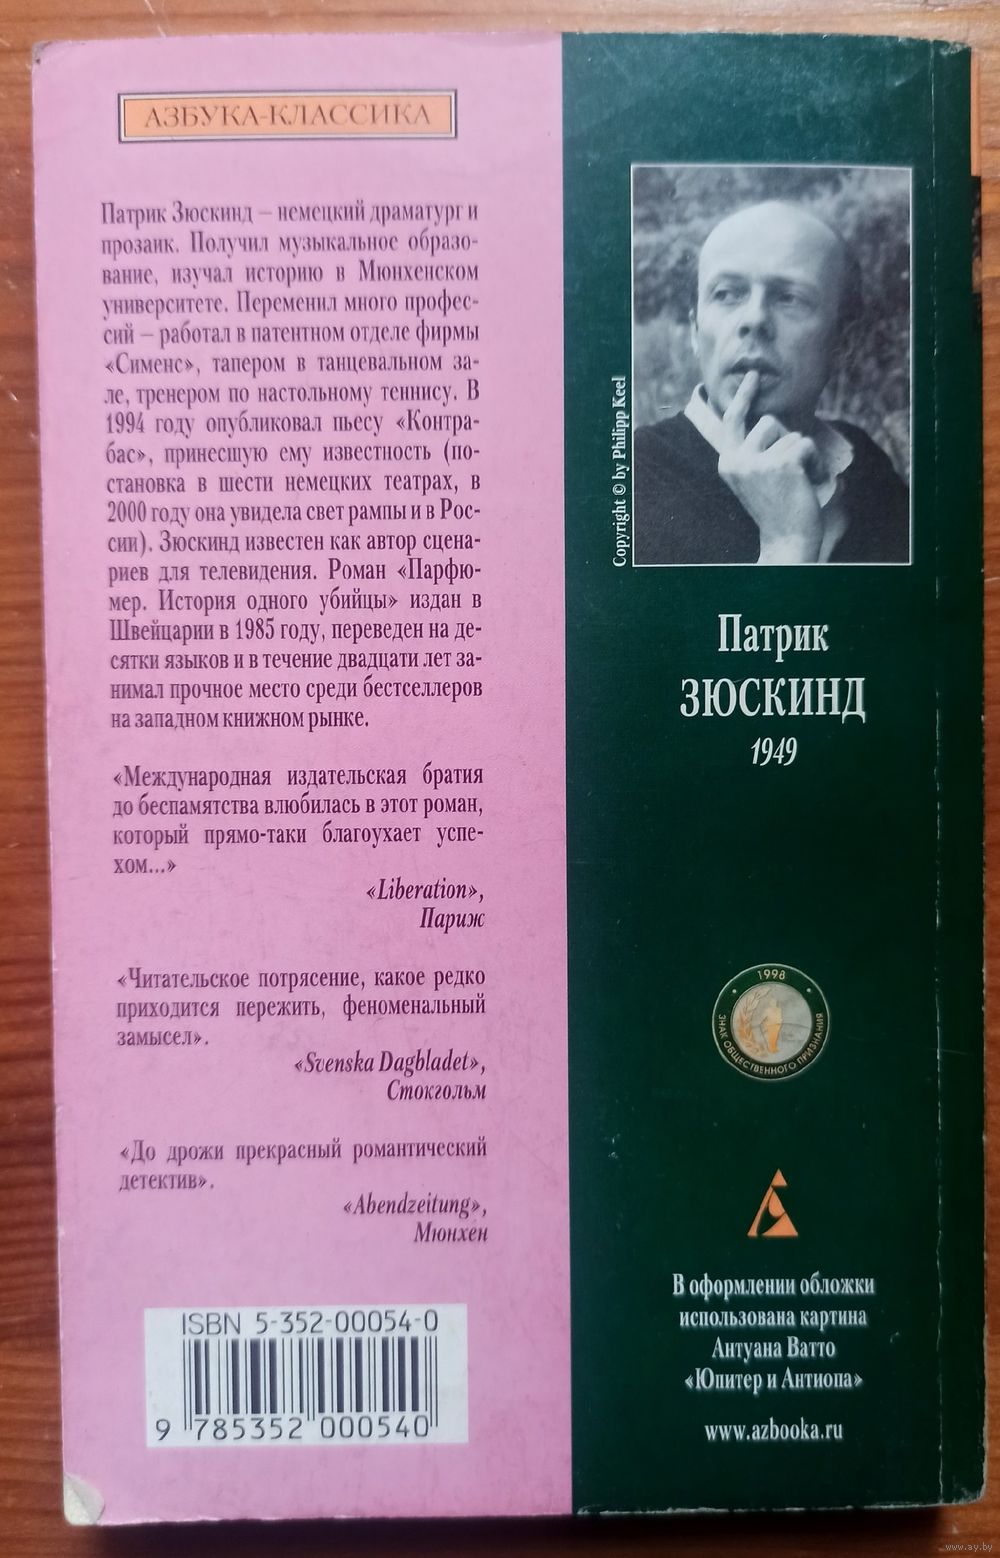 АЗБУКА-КЛАССИКА
Патрик Зюскинд – немецкий драматург и
прозаик. Получил музыкальное образо-
вание, изучал историю в Мюнхенском
университете. Переменил много профес-
сий – работал в патентном отделе фирмы
«Сименс», тапером в танцевальном за-
ле, тренером по настольному теннису. В
1994 году опубликовал пьесу «Контра-
бас», принесшую ему известность (по-
становка в шести немецких театрах, в
2000 году она увидела свет рампы и в Рос-
сии). Зюскинд известен как автор сцена-
риев для телевидения. Роман «Парфю-
мер. История одного убийцы» издан в
Швейцарии в 1985 году, переведен на де-
сятки языков и в течение двадцати лет за-
нимал прочное место среди бестселлеров
на западном книжном рынке.
«Международная издательская братия
до беспамятства влюбилась в этот роман,
который прямо-таки благоухает успе-
хом...»
«Liberation»,
Париж
«Читательское потрясение, какое редко
приходится пережить, феноменальный
замысел».
«Svenska Dagbladet»,
Стокгольм
«До дрожи прекрасный романтический
детектив».
«Abendzeitung»,
Мюнхен
ISBN 5-352-00054-0
9 785352 000540
Copyright © by Philipp Keel
Патрик
ЗЮСКИНД
1949
1998
ЗНАК ОБЩЕСТВЕННОГО ПРИЗНАНИЯ
В оформлении обложки
использована картина
Антуана Ватто
«Юпитер и Антиопа»
www.azbooka.ru
www.ay.by